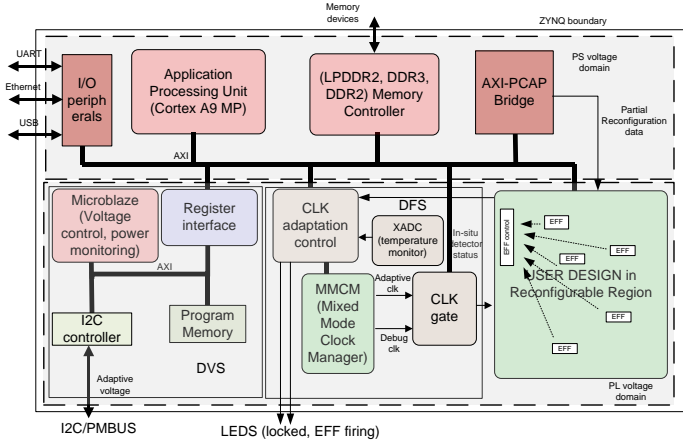 Memory
devices
ZYNQ boundary
UART
Ethernet
USB
I/O
periph
erals
Application
Processing Unit
(Cortex A9 MP)
(LPDDR2, DDR3,
DDR2) Memory
Controller
AXI-PCAP
Bridge
PS voltage
domain
Partial
Reconfiguration
data
AXI
Microblaze
(Voltage
control, power
monitoring)
Register
interface
AXI
I2C
controller
Program
Memory
DVS
Adaptive
voltage
I2C/PMBUS
CLK
adaptation
control
DFS
XADC
(temperature
monitor)
In-situ
detector
status
MMCM
(Mixed
Mode
Clock
Manager)
Adaptive
clk
Debug
clk
CLK
gate
LEDS (locked, EFF firing)
EFF control
EFF
EFF
EFF
EFF
EFF
USER DESIGN in
Reconfigurable
Region
PL voltage
domain